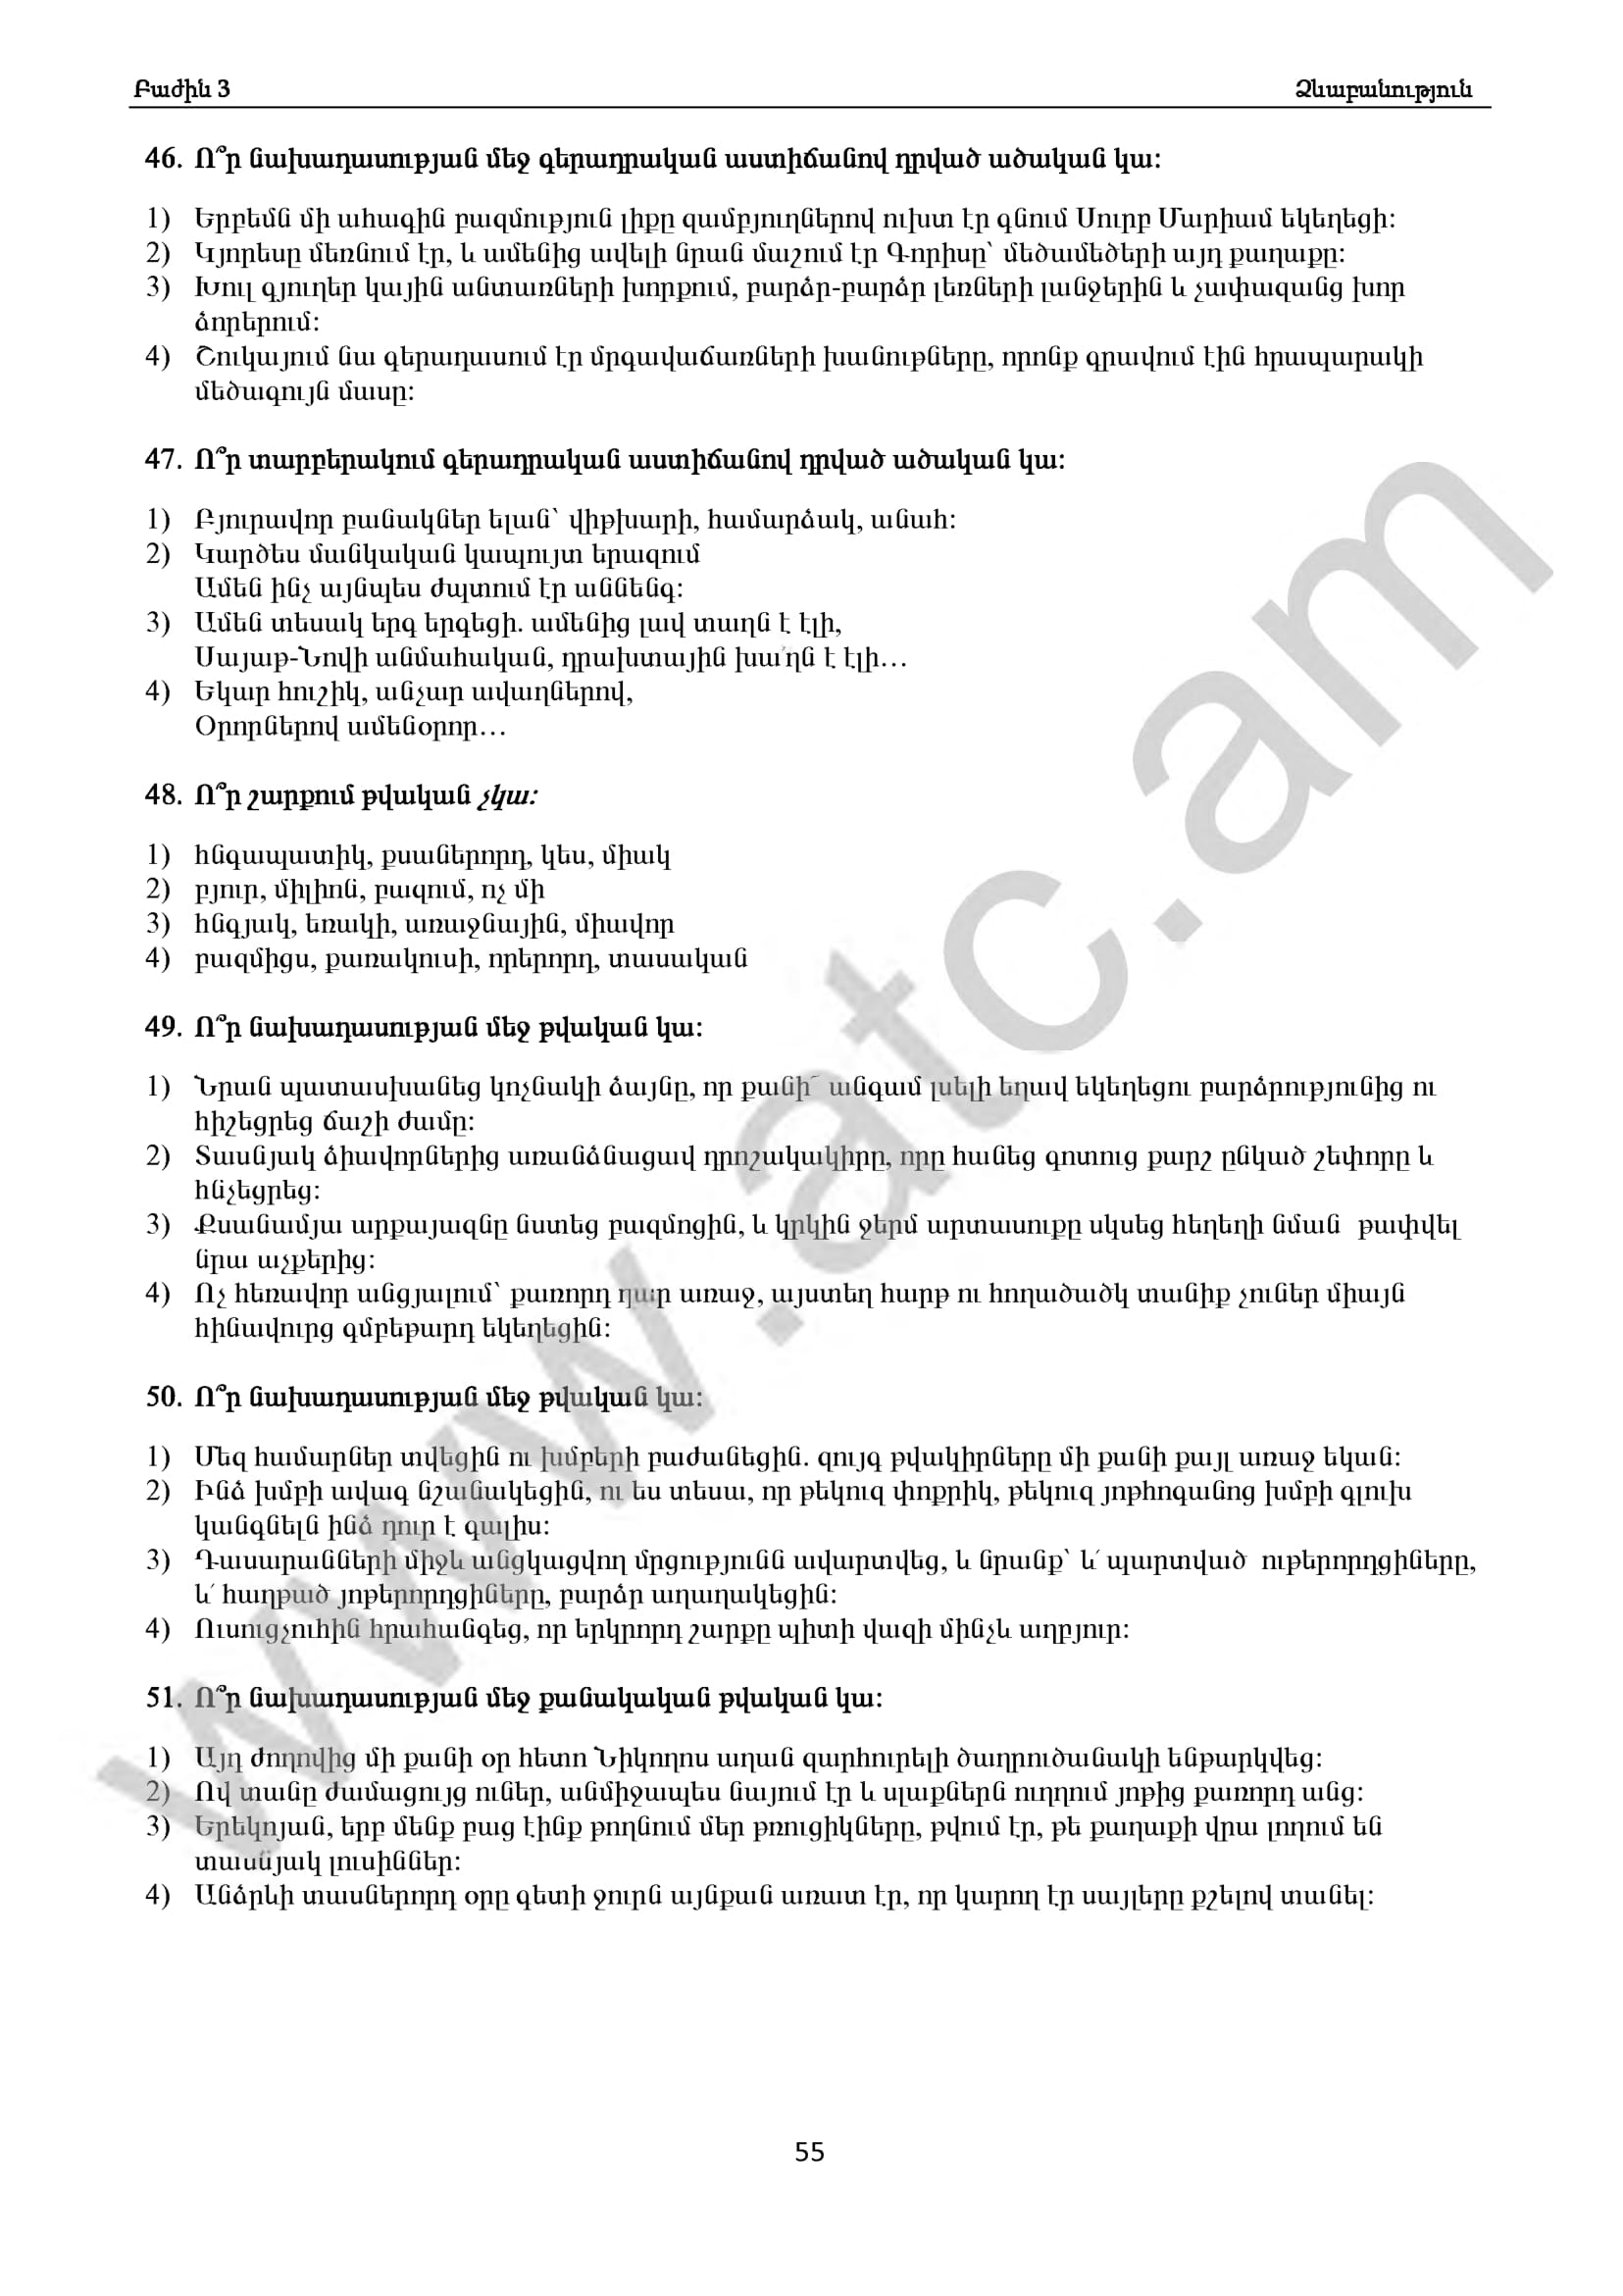 Բաժին 3 Ձևաբանություն
46. Ո՞ր նախադասության մեջ գերադրական աստիճանով դրված ածական կա:
1) Երբեմն մի ահագին բազմություն լիքը զամբյուղներով ուխտ էր գնում Սուրբ Մարիամ եկեղեցի:
2) Կյորեսը մեռնում էր, և ամենից ավելի նրան մաշում էր Գորիսը՝ մեծամեծերի այդ քաղաքը:
3) Խուլ գյուղեր կային անտառների խորքում, բարձր-բարձր լեռների լանջերին և չափազանց խոր
ձորերում:
4) Շուկայում նա գերադասում էր մրգավաճառների խանութները, որոնք գրավում էին հրապարակի
մեծագույն մասը:
47. Ո՞ր տարբերակում գերադրական աստիճանով դրված ածական կա:
1) Բյուրավոր բանակներ ելան՝ վիթխարի, համարձակ, անահ:
2) Կարծես մանկական կապույտ երազում
Ամեն ինչ այնպես ժպտում էր աննենգ:
3) Ամեն տեսակ երգ երգեցի. ամենից լավ տաղն է էլի,
Սայաթ-Նովի անմահական, դրախտային խա՛ղն է էլի…
4) Եկար հուշիկ, անչար ավաղներով,
Օրորներով ամենօրոր…
48. Ո՞ր շարքում թվական չկա:
1) հնգապատիկ, քսաներորդ, կես, միակ
2) բյուր, միլիոն, բազում, ոչ մի
3) հնգյակ, եռակի, առաջնային, միավոր
4) բազմիցս, քառակուսի, որերորդ, տասական
49. Ո՞ր նախադասության մեջ թվական կա:
1) Նրան պատասխանեց կոչնակի ձայնը, որ քանի՜ անգամ լսելի եղավ եկեղեցու բարձրությունից ու
հիշեցրեց ճաշի ժամը:
2) Տասնյակ ձիավորներից առանձնացավ դրոշակակիրը, որը հանեց գոտուց քարշ ընկած շեփորը և
հնչեցրեց:
3) Քսանամյա արքայազնը նստեց բազմոցին, և կրկին ջերմ արտասուքը սկսեց հեղեղի նման թափվել
նրա աչքերից:
4) Ոչ հեռավոր անցյալում՝ քառորդ դար առաջ, այստեղ հարթ ու հողածածկ տանիք չուներ միայն
հինավուրց գմբեթարդ եկեղեցին:
50. Ո՞ր նախադասության մեջ թվական կա:
1) Մեզ համարներ տվեցին ու խմբերի բաժանեցին. զույգ թվակիրները մի քանի քայլ առաջ եկան:
2) Ինձ խմբի ավագ նշանակեցին, ու ես տեսա, որ թեկուզ փոքրիկ, թեկուզ յոթհոգանոց խմբի գլուխ
կանգնելն ինձ դուր է գալիս:
3) Դասարանների միջև անցկացվող մրցությունն ավարտվեց, և նրանք՝ և՛ պարտված ութերորդցիները,
և՛ հաղթած յոթերորդցիները, բարձր աղաղակեցին:
4) Ուսուցչուհին հրահանգեց, որ երկրորդ շարքը պիտի վազի մինչև աղբյուր:
51. Ո՞ր նախադասության մեջ քանակական թվական կա:
1) Այդ ժողովից մի քանի օր հետո Նիկողոս աղան զարհուրելի ծաղրուծանակի ենթարկվեց:
2) Ով տանը ժամացույց ուներ, անմիջապես նայում էր և սլաքներն ուղղում յոթից քառորդ անց:
3) Երեկոյան, երբ մենք բաց էինք թողնում մեր թռուցիկները, թվում էր, թե քաղաքի վրա լողում են
տասնյակ լուսիններ:
4) Անձրևի տասներորդ օրը գետի ջուրն այնքան առատ էր, որ կարող էր սայլերը քշելով տանել:
www.atc.am
55